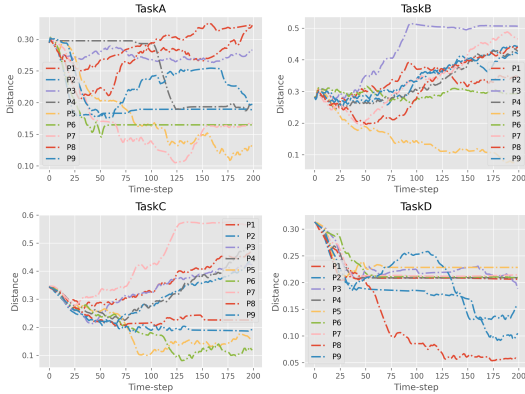 TaskA
Distance
0.30
0.25
0.20
0.15
0.10
P1
P2
P3
P4
P5
P6
P7
P8
P9
0 25 50 75 100 125 150 175 200
Time-step
TaskB
Distance
0.5
0.4
0.3
0.2
0.1
P1
P2
P3
P4
P5
P6
P7
P8
P9
0 25 50 75 100 125 150 175 200
Time-step
TaskC
Distance
0.6
0.5
0.4
0.3
0.2
0.1
P1
P2
P3
P4
P5
P6
P7
P8
P9
0 25 50 75 100 125 150 175 200
Time-step
TaskD
Distance
0.30
0.25
0.20
0.15
0.10
0.05
P1
P2
P3
P4
P5
P6
P7
P8
P9
0 25 50 75 100 125 150 175 200
Time-step